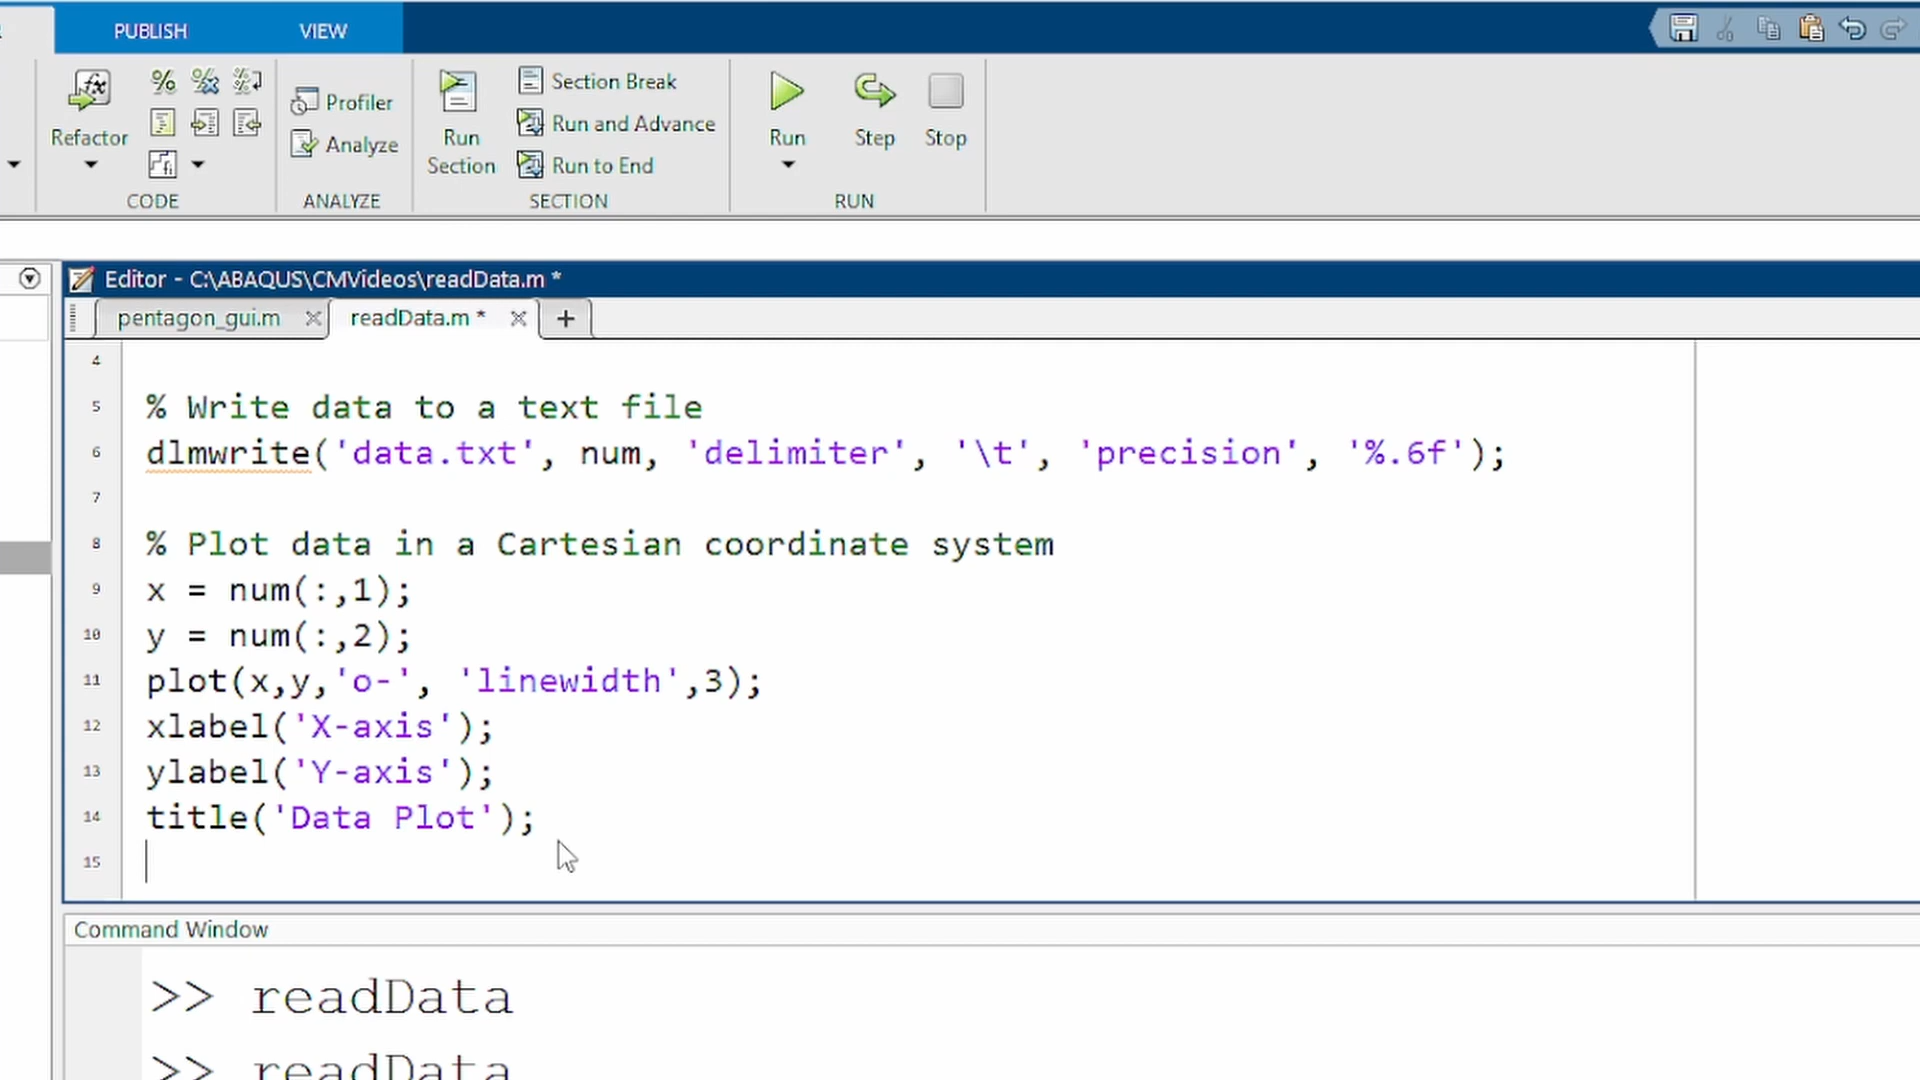 PUBLISH VIEW
Refactor
CODE
Profiler
Analyze
ANALYZE
Run Section
Section Break
Run and Advance
Run to End
SECTION
Run Step Stop
RUN
Editor - C:\ABAQUS\CMVideos\readData.m *
pentagon_gui.m readData.m * +
4
5 % Write data to a text file
6 dlmwrite('data.txt', num, 'delimiter', '\t', 'precision', '%.6f');
7
8 % Plot data in a Cartesian coordinate system
9 x = num(:,1);
10 y = num(:,2);
11 plot(x,y,'o-', 'linewidth',3);
12 xlabel('X-axis');
13 ylabel('Y-axis');
14 title('Data Plot');
15
Command Window
>> readData
>> readData